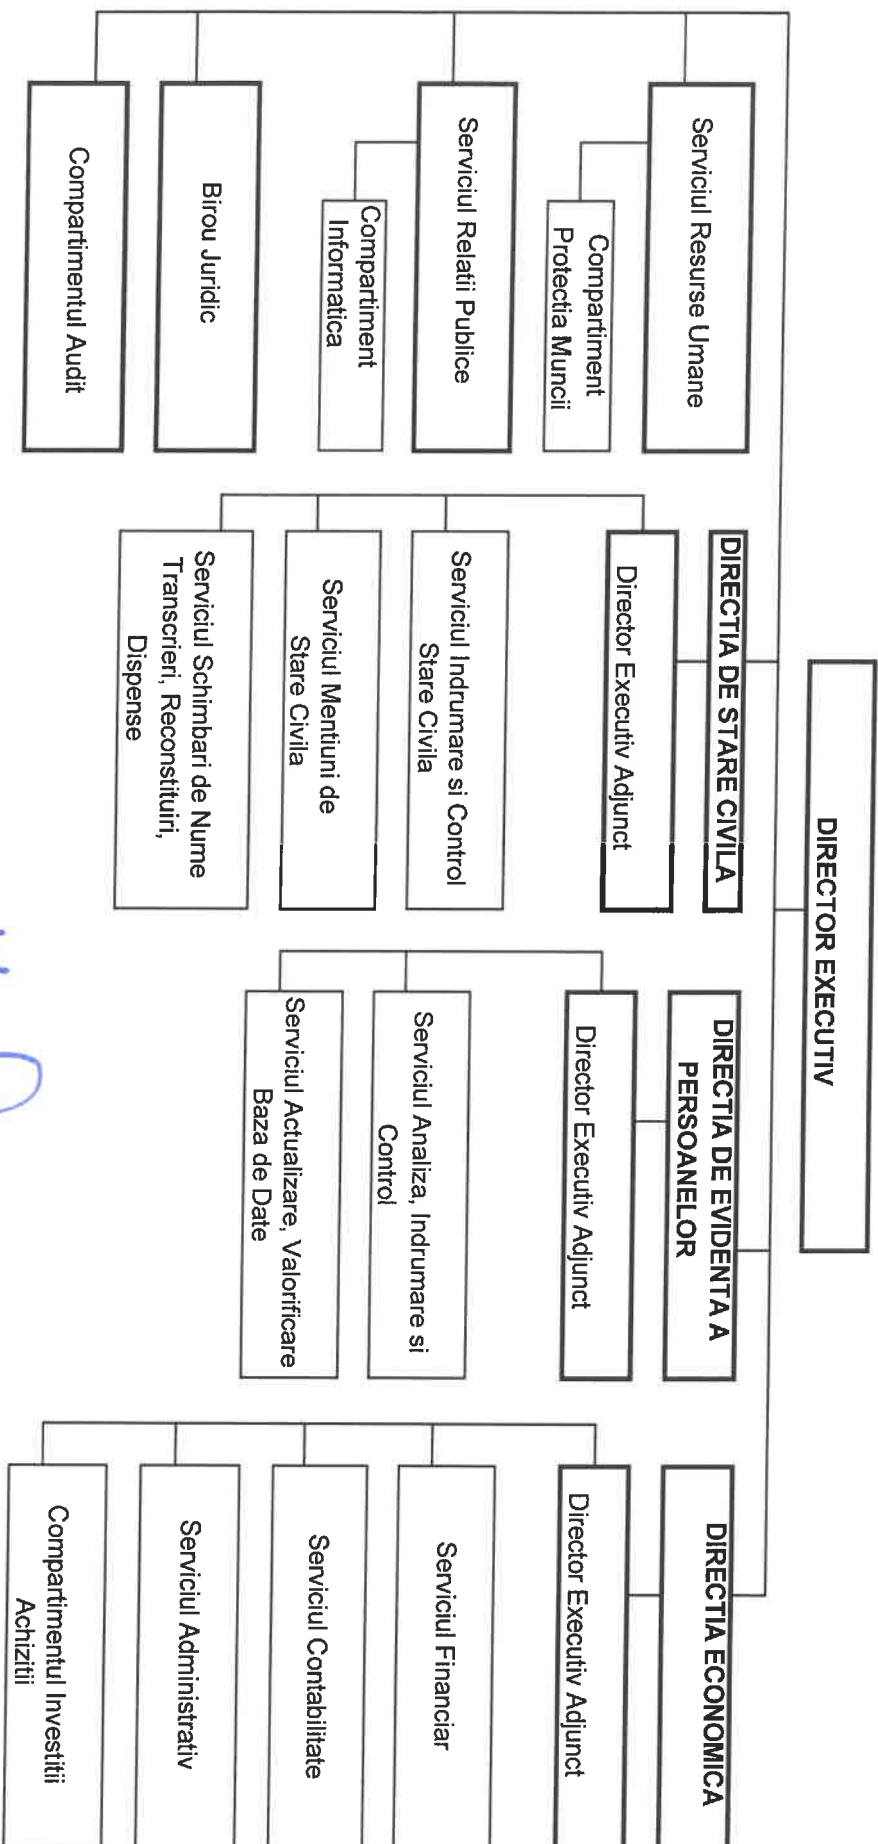 DIRECTOR EXECUTIV
Serviciul Resurse Umane
Compartiment
Protectia Muncii
Serviciul Relatii Publice
Compartiment
Informatica
Birou Juridic
Compartimentul Audit
DIRECTIA DE STARE CIVILA
Director Executiv Adjunct
Serviciul Indrumare si Control
Stare Civila
Serviciul Mentiuni de
Stare Civila
Serviciul Schimbari de Nume
Transcrieri, Reconstituiri,
Dispense
DIRECTIA DE EVIDENTA A
PERSOANELOR
Director Executiv Adjunct
Serviciul Analiza, Indrumare si
Control
Serviciul Actualizare, Valorificare
Baza de Date
DIRECTIA ECONOMICA
Director Executiv Adjunct
Serviciul Financiar
Serviciul Contabilitate
Serviciul Administrativ
Compartimentul Investitii
Achizitii